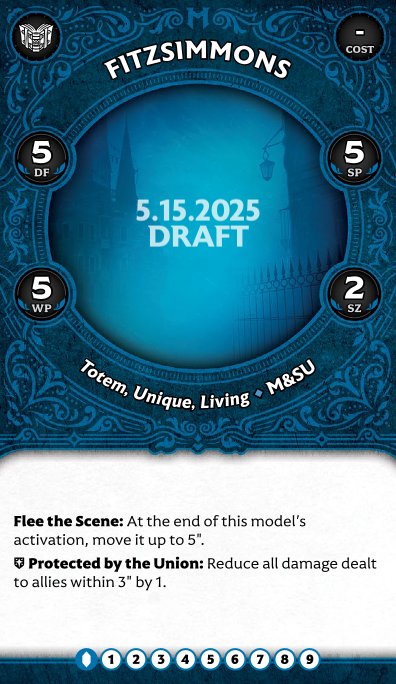 -
COST
FITZSIMMONS
5
DF
5
SP
5.15.2025
DRAFT
5
WP
2
SZ
Totem, Unique, Living ⬥ M&SU
Flee the Scene: At the end of this model's
activation, move it up to 5".
Protected by the Union: Reduce all damage dealt
to allies within 3" by 1.
1 2 3 4 5 6 7 8 9